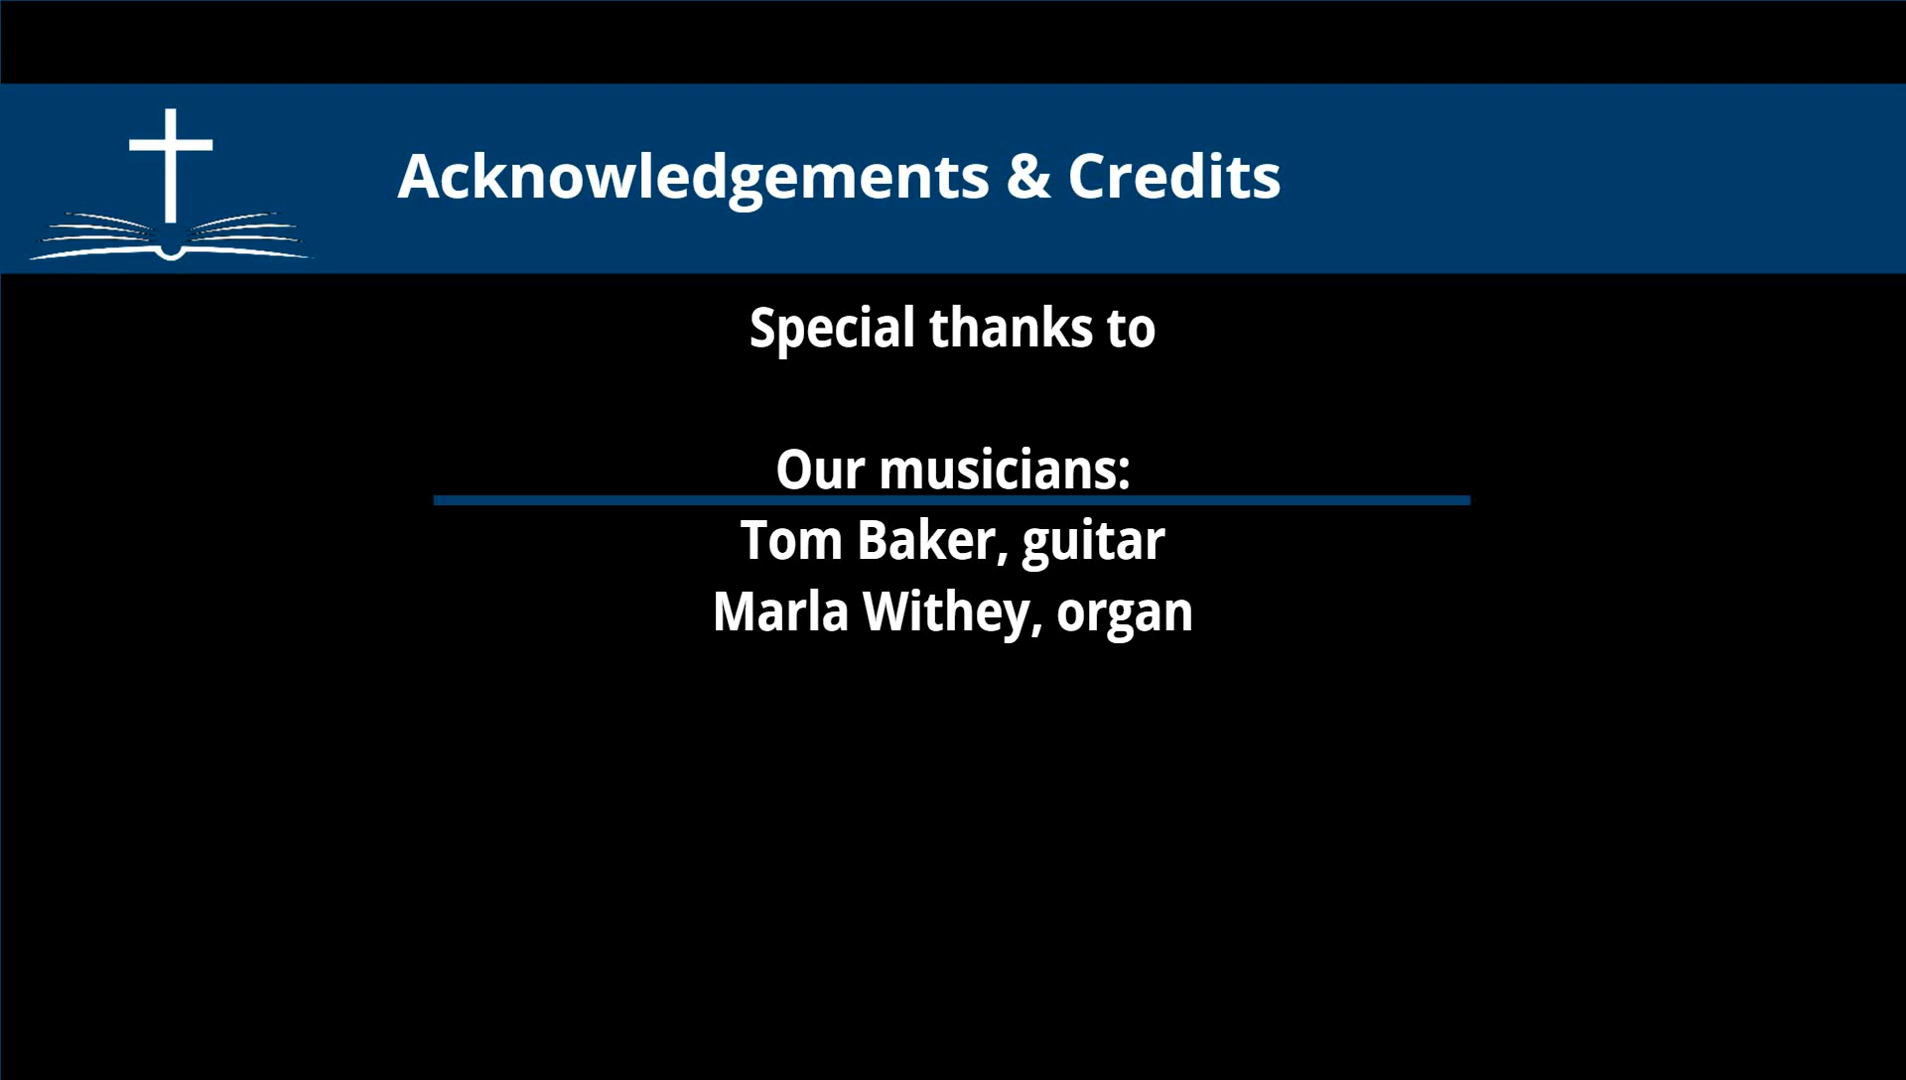 Acknowledgements & Credits
Special thanks to
Our musicians:
Tom Baker, guitar
Marla Withey, organ